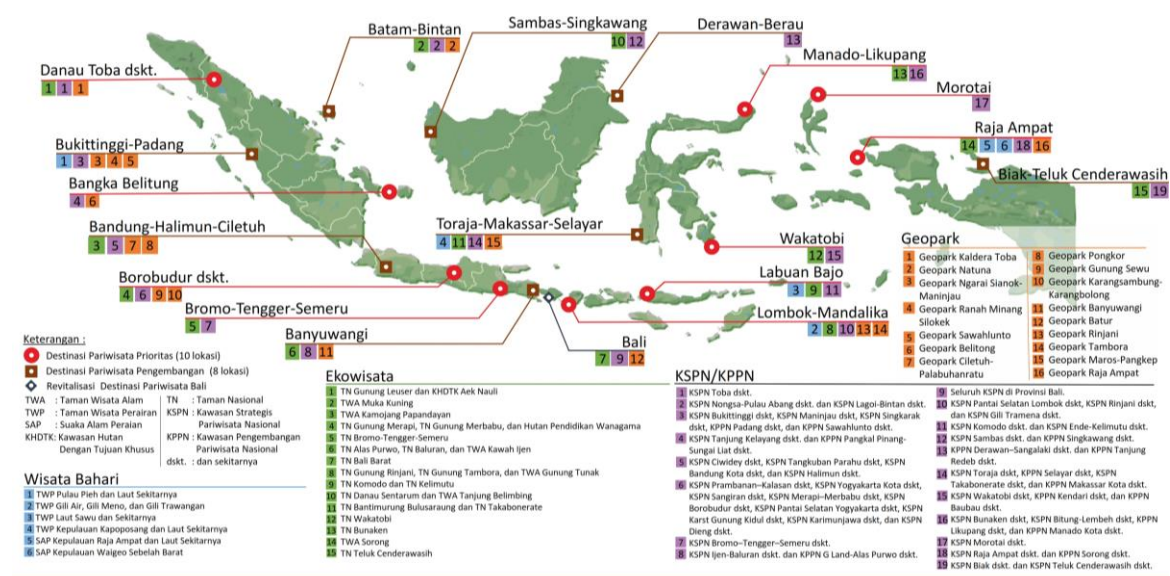 Batam-Bintan
2 2 2
Sambas-Singkawang
10 12
Derawan-Berau
13
Manado-Likupang
13 16
Danau Toba dskt.
1 1 1
Morotai
17
Raja Ampat
14 5 6 18 16
Bukittinggi-Padang
1 3 3 4 5
Biak-Teluk Cenderawasih
15 19
Bangka Belitung
4 6
Bandung-Halimun-Ciletuh
3 5 7 8
Toraja-Makassar-Selayar
4 11 14 15
Wakatobi
12 15
Borobudur dskt.
4 6 9 10
Labuan Bajo
3 9 11
Bromo-Tengger-Semeru
5 7
Lombok-Mandalika
2 8 10 13 14
Banyuwangi
6 8 11
Bali
7 9 12
Geopark
1 Geopark Kaldera Toba
2 Geopark Natuna
3 Geopark Ngarai Sianok-
Maninjau
4 Geopark Ranah Minang
Silokek
5 Geopark Sawahlunto
6 Geopark Belitong
7 Geopark Ciletuh-
Palabuhanratu
8 Geopark Pongkor
9 Geopark Gunung Sewu
10 Geopark Karangsambung-
Karangbolong
11 Geopark Banyuwangi
12 Geopark Batur
13 Geopark Rinjani
14 Geopark Tambora
15 Geopark Maros-Pangkep
16 Geopark Raja Ampat
Keterangan :
Destinasi Pariwisata Prioritas (10 lokasi)
Destinasi Pariwisata Pengembangan (8 lokasi)
Revitalisasi Destinasi Pariwisata Bali
TWA : Taman Wisata Alam
TWP : Taman Wisata Perairan
SAP : Suaka Alam Peraian
KHDTK: Kawasan Hutan
Dengan Tujuan Khusus
TN : Taman Nasional
KSPN : Kawasan Strategis
Pariwisata Nasional
KPPN : Kawasan Pengembangan
Pariwisata Nasional
dskt. : dan sekitarnya
Wisata Bahari
1 TWP Pulau Pieh dan Laut Sekitarnya
2 TWP Gili Air, Gili Meno, dan Gili Trawangan
3 TWP Laut Sawu dan Sekitarnya
4 TWP Kepulauan Kapoposang dan Laut Sekitarnya
5 SAP Kepulauan Raja Ampat dan Laut Sekitarnya
6 SAP Kepulauan Waigeo Sebelah Barat
Ekowisata
1 TN Gunung Leuser dan KHDTK Aek Nauli
2 TWA Muka Kuning
3 TWA Kamojang Papandayan
4 TN Gunung Merapi, TN Gunung Merbabu, dan Hutan Pendidikan Wanagama
5 TN Bromo-Tengger-Semeru
6 TN Alas Purwo, TN Baluran, dan TWA Kawah Ijen
7 TN Bali Barat
8 TN Gunung Rinjani, TN Gunung Tambora, dan TWA Gunung Tunak
9 TN Komodo dan TN Kelimutu
10 TN Danau Sentarum dan TWA Tanjung Belimbing
11 TN Bantimurung Bulusaraung dan TN Takabonerate
12 TN Wakatobi
13 TN Bunaken
14 TWA Sorong
15 TN Teluk Cenderawasih
KSPN/KPPN
1 KSPN Toba dskt.
2 KSPN Nongsa-Pulau Abang dskt. dan KSPN Lagoi-Bintan dskt.
3 KSPN Bukittinggi dskt, KSPN Maninjau dskt, KSPN Singkarak
dskt, KPPN Padang dskt, dan KPPN Sawahlunto dskt.
4 KSPN Tanjung Kelayang dskt. dan KPPN Pangkal Pinang-
Sungai Liat dskt.
5 KSPN Ciwidey dskt, KSPN Tangkuban Parahu dskt, KSPN
Bandung Kota dskt, dan KSPN Halimun dskt.
6 KSPN Prambanan-Kalasan dskt, KSPN Yogyakarta Kota dskt,
KSPN Sangiran dskt, KSPN Merapi-Merbabu dskt, KSPN
Borobudur dskt, KSPN Pantai Selatan Yogyakarta dskt, KSPN
Karst Gunung Kidul dskt, KSPN Karimunjawa dskt, dan KSPN
Dieng dskt.
7 KSPN Bromo-Tengger-Semeru dskt.
8 KSPN Ijen-Baluran dskt. dan KPPN G Land-Alas Purwo dskt.
9 Seluruh KSPN di Provinsi Bali.
10 KSPN Pantai Selatan Lombok dskt, KSPN Rinjani dskt,
dan KSPN Gili Tramena dskt.
11 KSPN Komodo dskt. dan KSPN Ende-Kelimutu dskt.
12 KSPN Sambas dskt. dan KPPN Singkawang dskt.
13 KPPN Derawan-Sangalaki dskt. dan KPPN Tanjung
Redeb dskt.
14 KSPN Toraja dskt, KPPN Selayar dskt, KSPN
Takabonerate dskt, dan KPPN Makassar Kota dskt.
15 KSPN Wakatobi dskt, KPPN Kendari dskt, dan KPPN
Baubau dskt.
16 KSPN Bunaken dskt, KSPN Bitung-Lembeh dskt, KPPN
Likupang dskt, dan KPPN Manado Kota dskt.
17 KSPN Morotai dskt.
18 KSPN Raja Ampat dskt. dan KPPN Sorong dskt.
19 KSPN Biak dskt. dan KSPN Teluk Cenderawasih dskt.